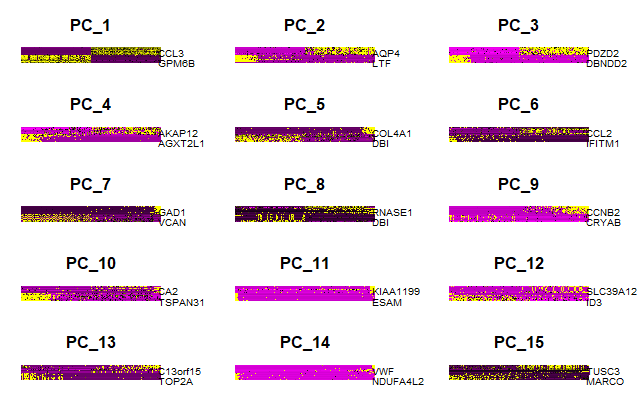 PC_1
PC_2
PC_3
CCL3
GPM6B
AQP4
LTF
PDZD2
DBNDD2
PC_4
PC_5
PC_6
AKAP12
AGXT2L1
COL4A1
DBI
CCL2
IFITM1
PC_7
PC_8
PC_9
GAD1
VCAN
RNASE1
DBI
CCNB2
CRYAB
PC_10
PC_11
PC_12
CA2
TSPAN31
KIAA1199
ESAM
SLC39A12
ID3
PC_13
PC_14
PC_15
C13orf15
TOP2A
VWF
NDUFA4L2
TUSC3
MARCO